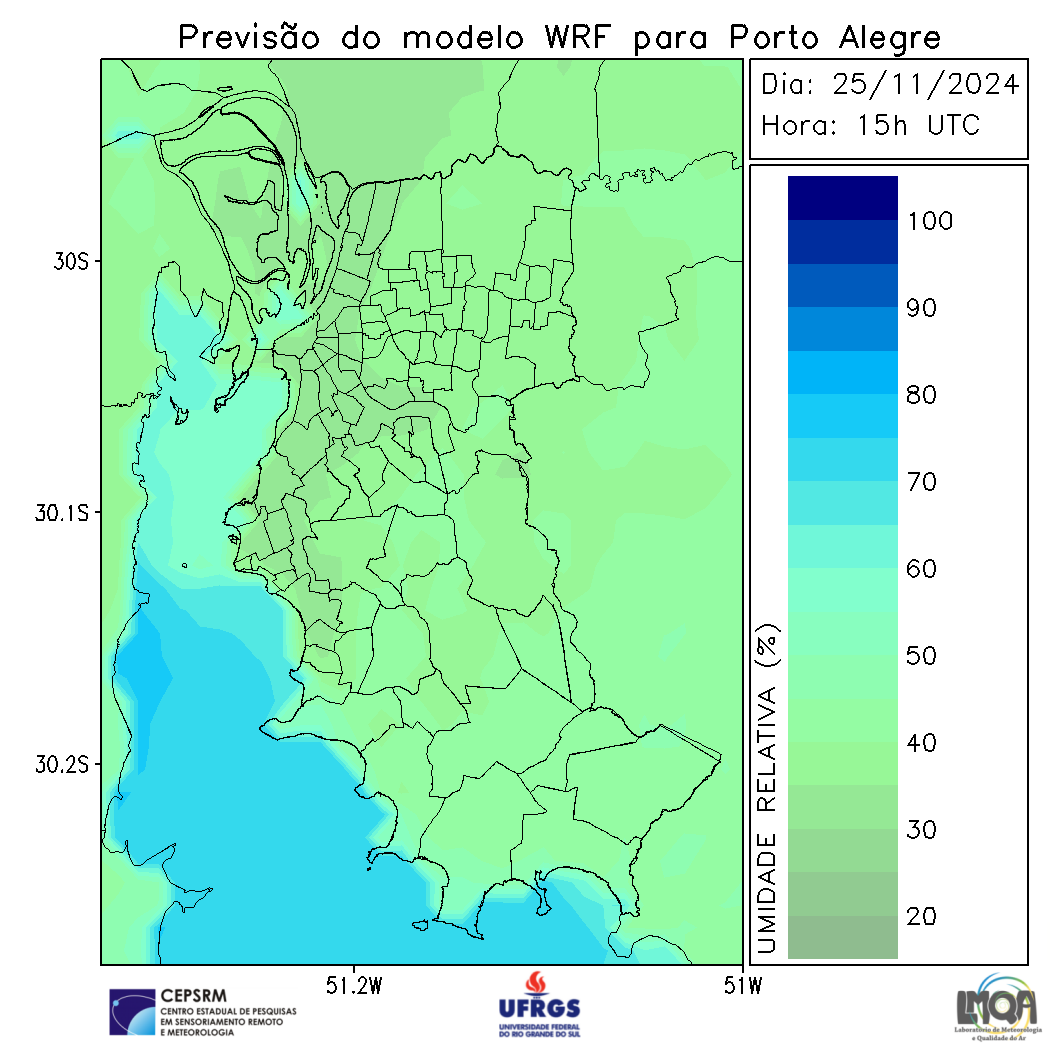 Previsão do modelo WRF para Porto Alegre
Dia: 25/11/2024
Hora: 15h UTC
30S
30.1S
30.2S
51.2W
51W
100
90
80
70
60
50
40
30
20
UMIDADE RELATIVA (%)
CEPSRM
CENTRO ESTADUAL DE PESQUISAS
EM SENSORIAMENTO REMOTO
E METEOROLOGIA
UFRGS
UNIVERSIDADE FEDERAL
DO RIO GRANDE DO SUL
LMQA
Laboratório de Meteorologia
e Qualidade do Ar